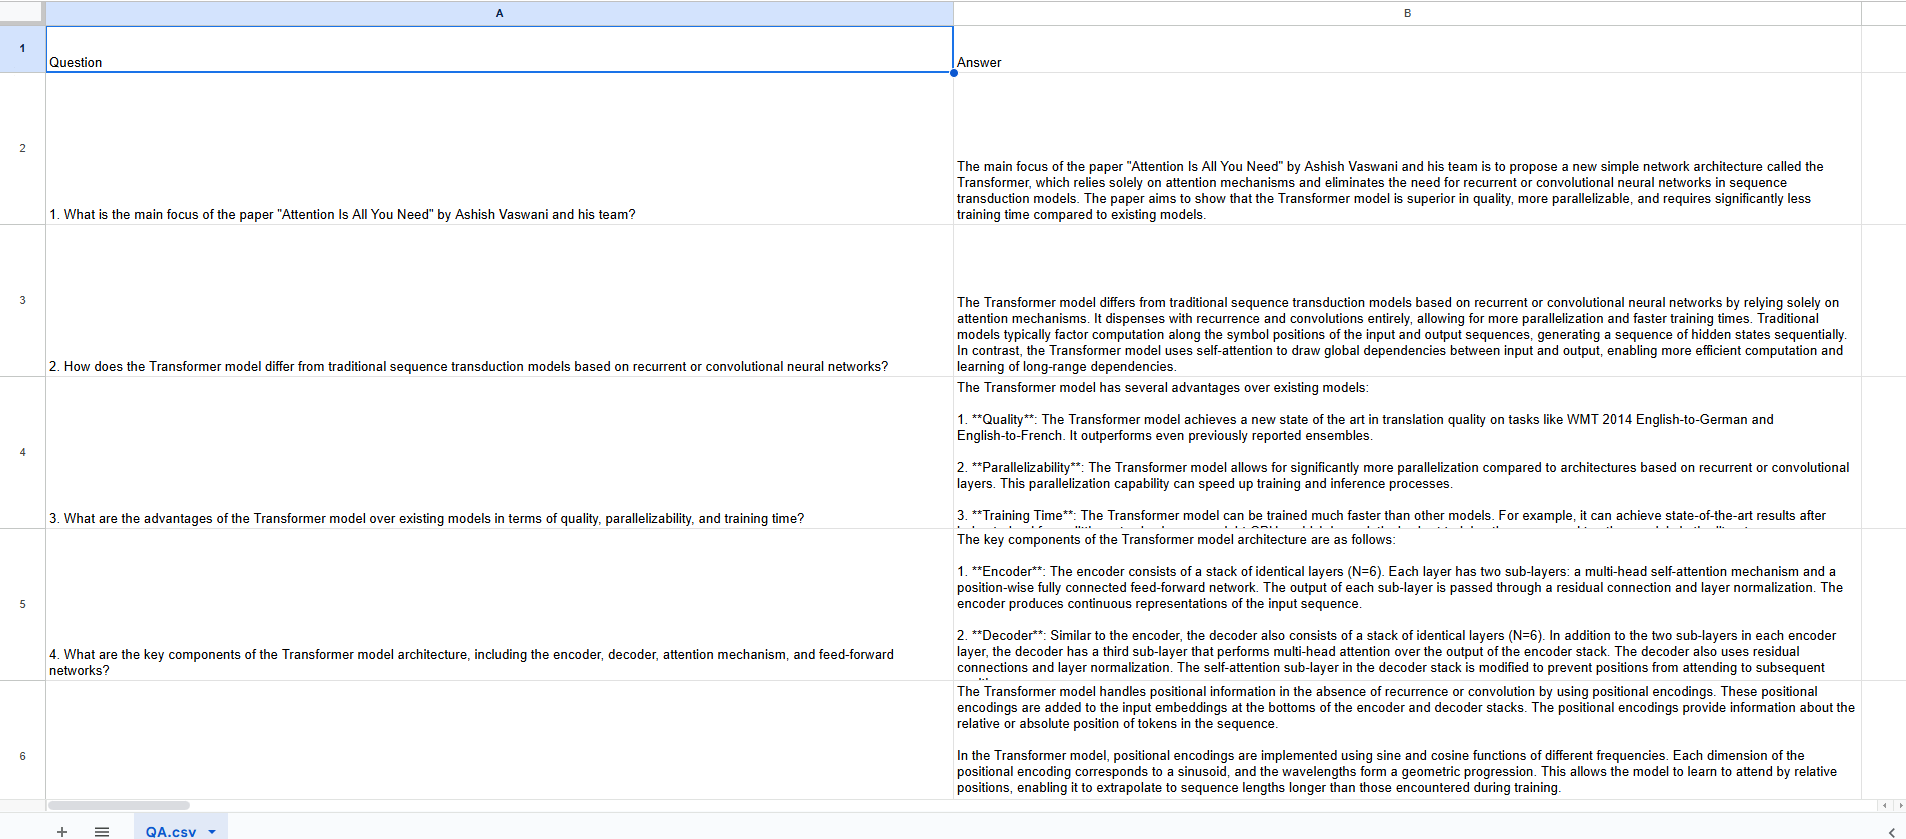 A
B
1
Question
Answer
2
1. What is the main focus of the paper "Attention Is All You Need" by Ashish Vaswani and his team?
The main focus of the paper "Attention Is All You Need" by Ashish Vaswani and his team is to propose a new simple network architecture called the
Transformer, which relies solely on attention mechanisms and eliminates the need for recurrent or convolutional neural networks in sequence
transduction models. The paper aims to show that the Transformer model is superior in quality, more parallelizable, and requires significantly less
training time compared to existing models.
3
2. How does the Transformer model differ from traditional sequence transduction models based on recurrent or convolutional neural networks?
The Transformer model differs from traditional sequence transduction models based on recurrent or convolutional neural networks by relying solely on
attention mechanisms. It dispenses with recurrence and convolutions entirely, allowing for more parallelization and faster training times. Traditional
models typically factor computation along the symbol positions of the input and output sequences, generating a sequence of hidden states sequentially.
In contrast, the Transformer model uses self-attention to draw global dependencies between input and output, enabling more efficient computation and
learning of long-range dependencies.
4
3. What are the advantages of the Transformer model over existing models in terms of quality, parallelizability, and training time?
The Transformer model has several advantages over existing models:
1. **Quality**: The Transformer model achieves a new state of the art in translation quality on tasks like WMT 2014 English-to-German and
English-to-French. It outperforms even previously reported ensembles.
2. **Parallelizability**: The Transformer model allows for significantly more parallelization compared to architectures based on recurrent or convolutional
layers. This parallelization capability can speed up training and inference processes.
3. **Training Time**: The Transformer model can be trained much faster than other models. For example, it can achieve state-of-the-art results after
5
4. What are the key components of the Transformer model architecture, including the encoder, decoder, attention mechanism, and feed-forward
networks?
The key components of the Transformer model architecture are as follows:
1. **Encoder**: The encoder consists of a stack of identical layers (N=6). Each layer has two sub-layers: a multi-head self-attention mechanism and a
position-wise fully connected feed-forward network. The output of each sub-layer is passed through a residual connection and layer normalization. The
encoder produces continuous representations of the input sequence.
2. **Decoder**: Similar to the encoder, the decoder also consists of a stack of identical layers (N=6). In addition to the two sub-layers in each encoder
layer, the decoder has a third sub-layer that performs multi-head attention over the output of the encoder stack. The decoder also uses residual
connections and layer normalization. The self-attention sub-layer in the decoder stack is modified to prevent positions from attending to subsequent
6
The Transformer model handles positional information in the absence of recurrence or convolution by using positional encodings. These positional
encodings are added to the input embeddings at the bottoms of the encoder and decoder stacks. The positional encodings provide information about the
relative or absolute position of tokens in the sequence.
In the Transformer model, positional encodings are implemented using sine and cosine functions of different frequencies. Each dimension of the
positional encoding corresponds to a sinusoid, and the wavelengths form a geometric progression. This allows the model to learn to attend by relative
positions, enabling it to extrapolate to sequence lengths longer than those encountered during training.
QA.csv